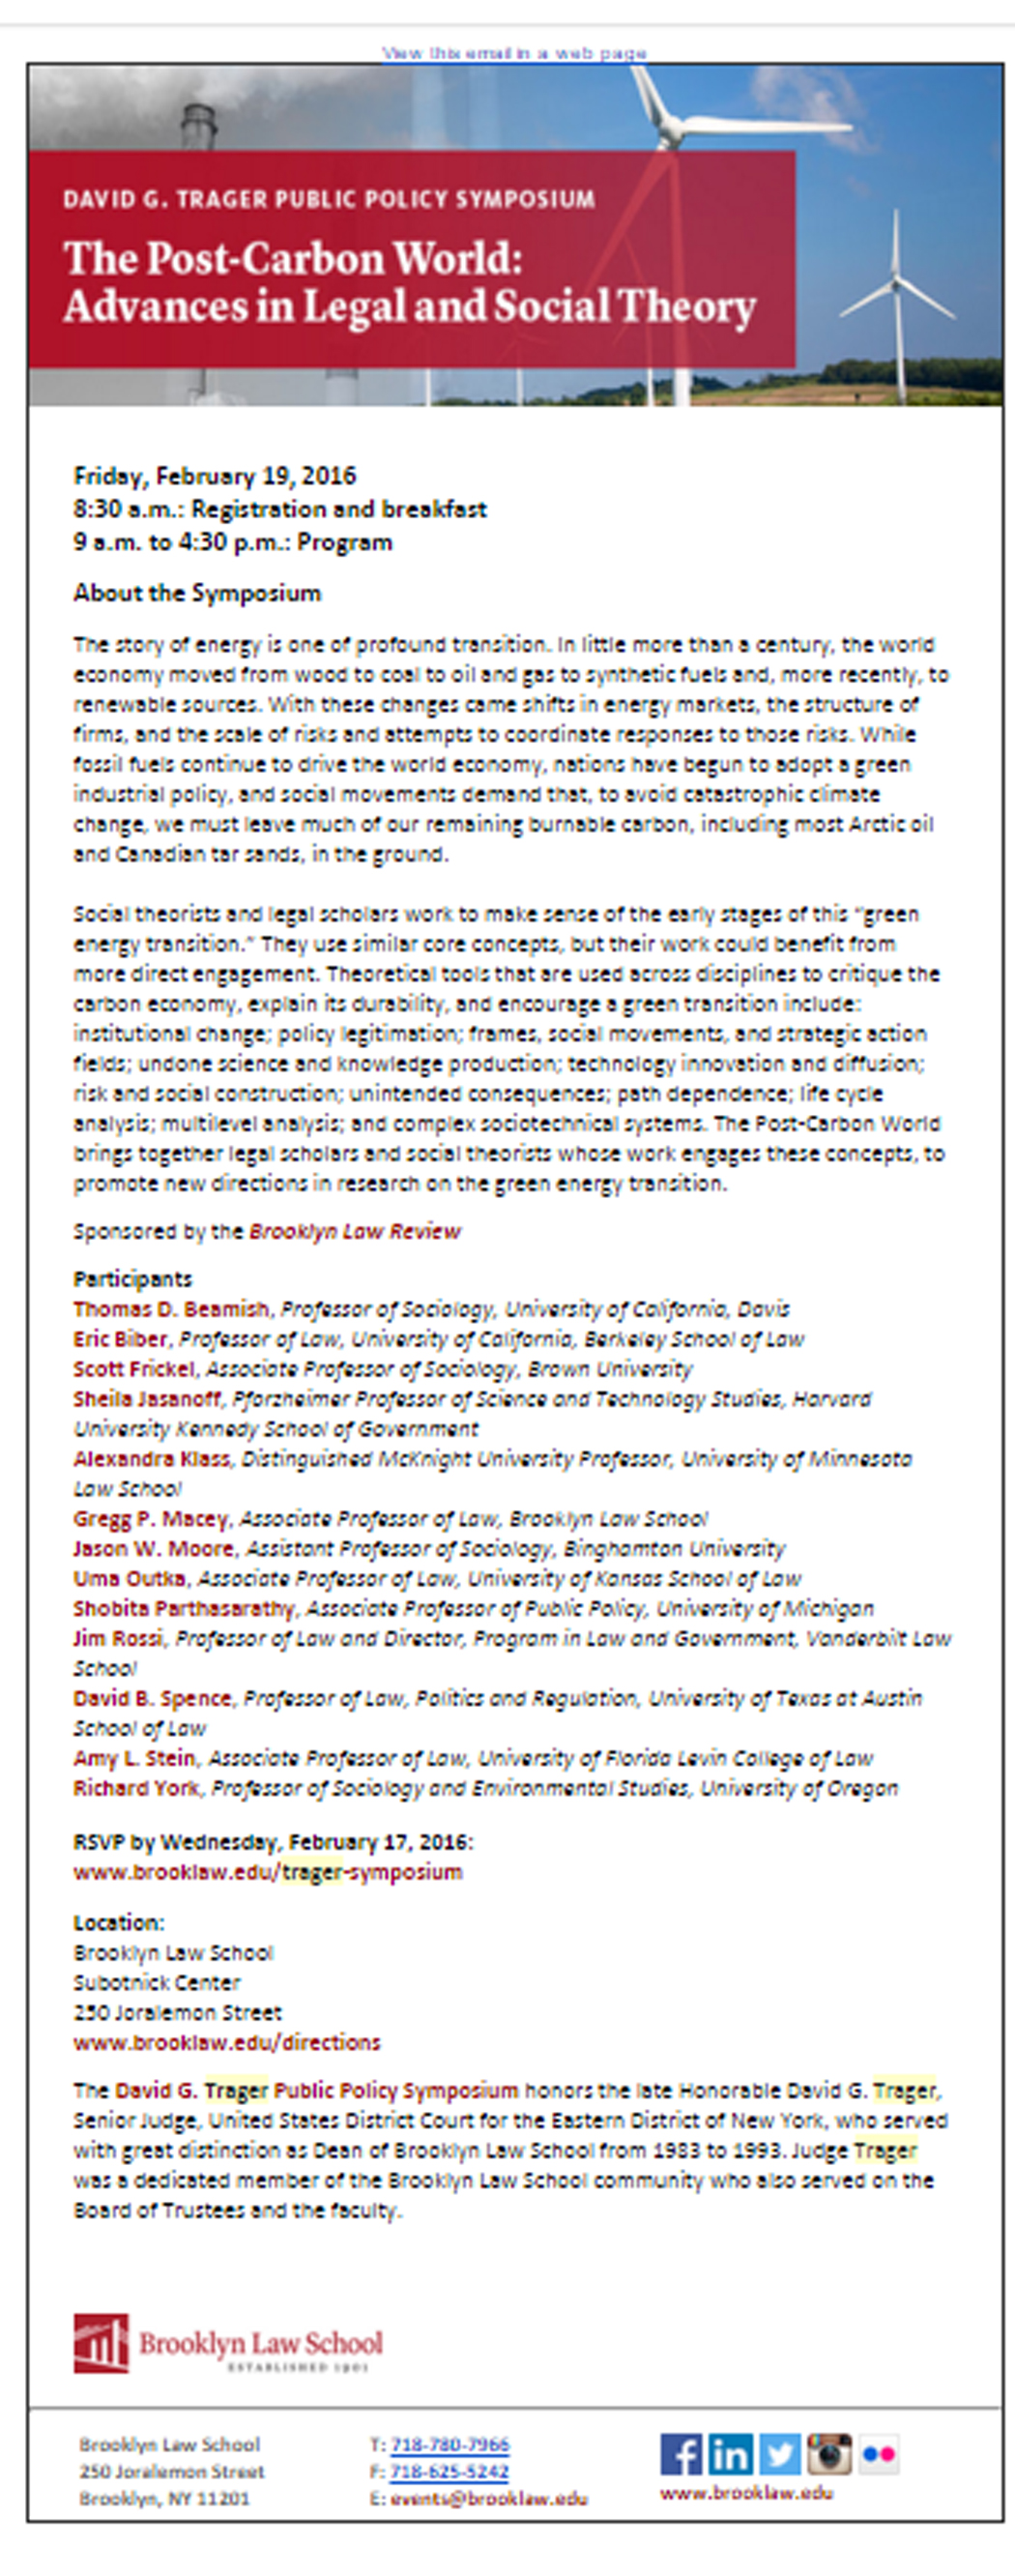 View this email in a web page
DAVID G. TRAGER PUBLIC POLICY SYMPOSIUM
The Post-Carbon World:
Advances in Legal and Social Theory
Friday, February 19, 2016
8:30 a.m.: Registration and breakfast
9 a.m. to 4:30 p.m.: Program
About the Symposium
The story of energy is one of profound transition. In little more than a century, the world
economy moved from wood to coal to oil and gas to synthetic fuels and, more recently, to
renewable sources. With these changes came shifts in energy markets, the structure of
firms, and the scale of risks and attempts to coordinate responses to those risks. While
fossil fuels continue to drive the world economy, nations have begun to adopt a green
industrial policy, and social movements demand that, to avoid catastrophic climate
change, we must leave much of our remaining burnable carbon, including most Arctic oil
and Canadian tar sands, in the ground.
Social theorists and legal scholars work to make sense of the early stages of this “green
energy transition.” They use similar core concepts, but their work could benefit from
more direct engagement. Theoretical tools that are used across disciplines to critique the
carbon economy, explain its durability, and encourage a green transition include:
institutional change; policy legitimation; frames, social movements, and strategic action
fields; undone science and knowledge production; technology innovation and diffusion;
risk and social construction; unintended consequences; path dependence; life cycle
analysis; multilevel analysis; and complex sociotechnical systems. The Post-Carbon World
brings together legal scholars and social theorists whose work engages these concepts, to
promote new directions in research on the green energy transition.
Sponsored by the Brooklyn Law Review
Participants
Thomas D. Beamish, Professor of Sociology, University of California, Davis
Eric Biber, Professor of Law, University of California, Berkeley School of Law
Scott Frickel, Associate Professor of Sociology, Brown University
Sheila Jasanoff, Pforzheimer Professor of Science and Technology Studies, Harvard
University Kennedy School of Government
Alexandra Klass, Distinguished McKnight University Professor, University of Minnesota
Law School
Gregg P. Macey, Associate Professor of Law, Brooklyn Law School
Jason W. Moore, Assistant Professor of Sociology, Binghamton University
Uma Outka, Associate Professor of Law, University of Kansas School of Law
Shobita Parthasarathy, Associate Professor of Public Policy, University of Michigan
Jim Rossi, Professor of Law and Director, Program in Law and Government, Vanderbilt Law
School
David B. Spence, Professor of Law, Politics and Regulation, University of Texas at Austin
School of Law
Amy L. Stein, Associate Professor of Law, University of Florida Levin College of Law
Richard York, Professor of Sociology and Environmental Studies, University of Oregon
RSVP by Wednesday, February 17, 2016:
www.brooklaw.edu/trager-symposium
Location:
Brooklyn Law School
Subotnick Center
250 Joralemon Street
www.brooklaw.edu/directions
The David G. Trager Public Policy Symposium honors the late Honorable David G. Trager,
Senior Judge, United States District Court for the Eastern District of New York, who served
with great distinction as Dean of Brooklyn Law School from 1983 to 1993. Judge Trager
was a dedicated member of the Brooklyn Law School community who also served on the
Board of Trustees and the faculty.
Brooklyn Law School
ESTABLISHED 1901
Brooklyn Law School
250 Joralemon Street
Brooklyn, NY 11201
T: 718-780-7966
F: 718-625-5242
E: events@brooklaw.edu
f in
www.brooklaw.edu